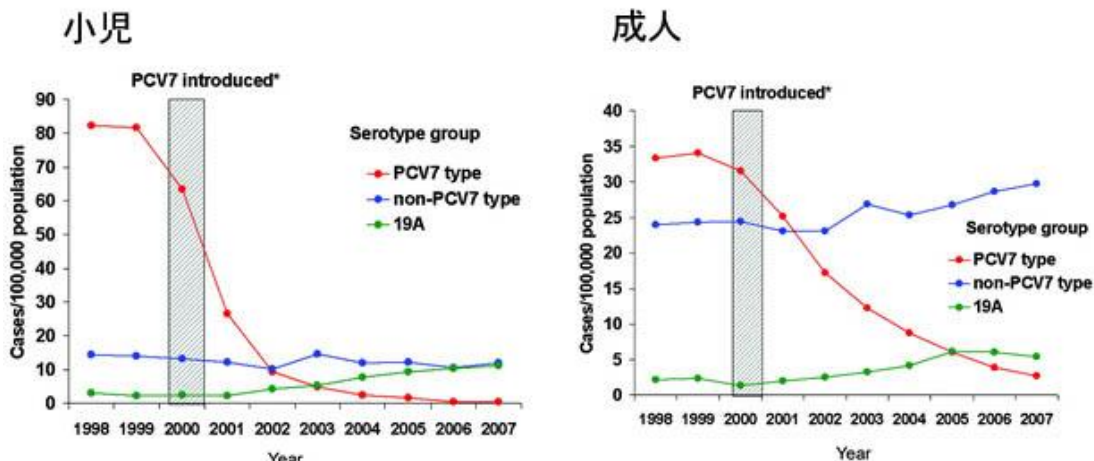 小児
PCV7 introduced*
90
80
70
60
50
40
30
20
10
0
Cases/100,000 population
Serotype group
PCV7 type
non-PCV7 type
19A
1998 1999 2000 2001 2002 2003 2004 2005 2006 2007
Year
成人
PCV7 introduced*
40
35
30
25
20
15
10
5
0
Cases/100,000 population
Serotype group
PCV7 type
non-PCV7 type
19A
1998 1999 2000 2001 2002 2003 2004 2005 2006 2007
Year